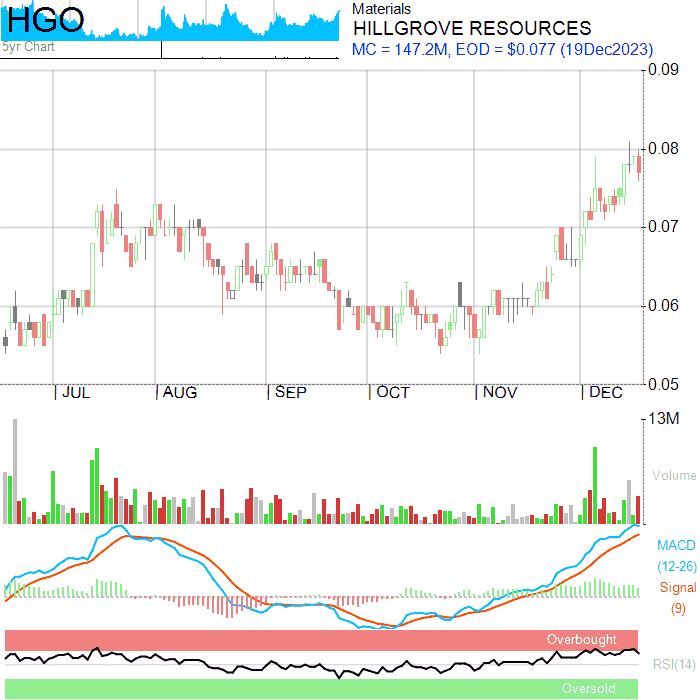 HGO
5yr Chart
Materials
HILLGROVE RESOURCES
MC = 147.2M, EOD = $0.077 (19Dec2023)
0.09
0.08
0.07
0.06
0.05
JUL AUG SEP OCT NOV DEC
13M
Volume
MACD
(12-26)
Signal
(9)
Overbought
RSI(14)
Oversold